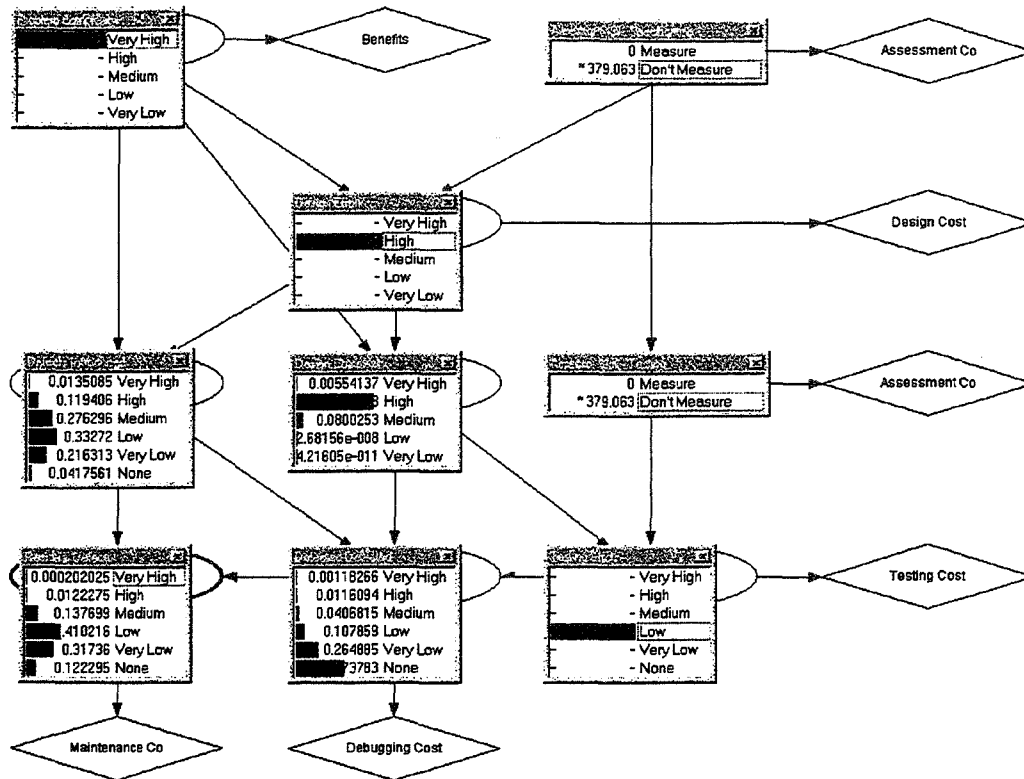 Very High
- High
- Medium
- Low
- Very Low
Benefits
0 Measure
*379.063 Don't Measure
Assessment Co
- Very High
High
- Medium
- Low
- Very Low
Design Cost
0.0135085 Very High
0.119406 High
0.276296 Medium
0.33272 Low
0.216313 Very Low
0.0417561 None
0.00554137 Very High
High
0.0800253 Medium
2.68156e-008 Low
4.21605e-011 Very Low
0 Measure
*379.063 Don't Measure
Assessment Co
0.000202025 Very High
0.0122275 High
0.137699 Medium
.410216 Low
0.31736 Very Low
0.122295 None
0.00118266 Very High
0.0116094 High
0.0406815 Medium
0.107859 Low
0.264885 Very Low
73783 None
- Very High
- High
- Medium
Low
- Very Low
- None
Testing Cost
Maintenance Co
Debugging Cost